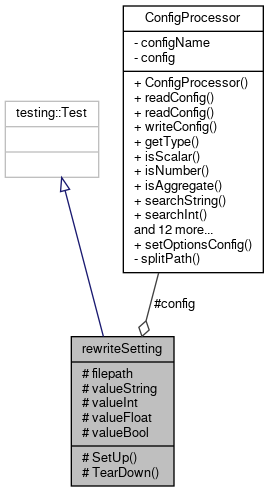 ConfigProcessor
- configName
- config
+ ConfigProcessor()
+ readConfig()
+ readConfig()
+ writeConfig()
+ getType()
+ isScalar()
+ isNumber()
+ isAggregate()
+ searchString()
+ searchInt()
and 12 more...
+ setOptionsConfig()
- splitPath()
testing::Test
#config
rewriteSetting
# filepath
# valueString
# valueInt
# valueFloat
# valueBool
# SetUp()
# TearDown()